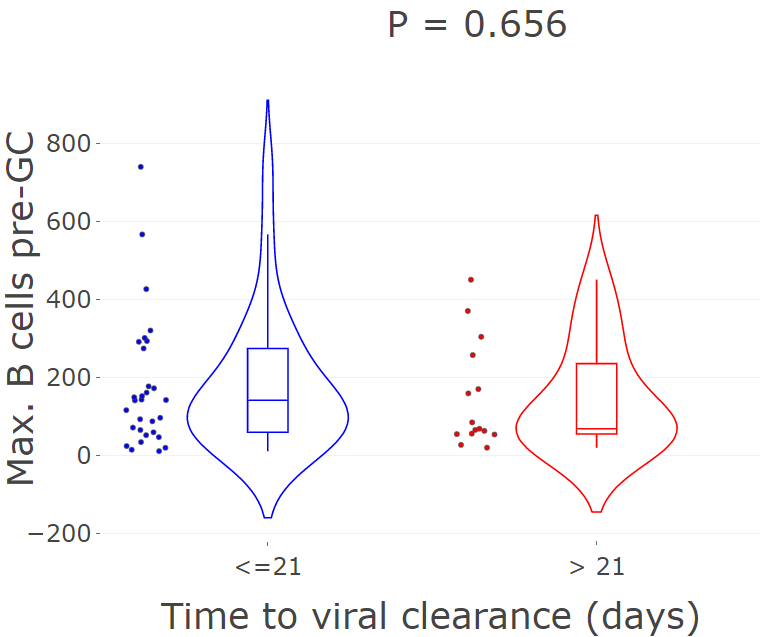 P = 0.656
Max. B cells pre-GC
800
600
400
200
0
−200
<=21
> 21
Time to viral clearance (days)